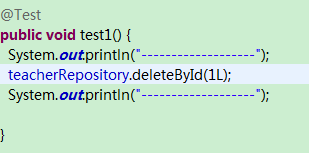 @Test
public void test1() {
System.out.println("-------------------");
teacherRepository.deleteById(1L);
System.out.println("-------------------");
}